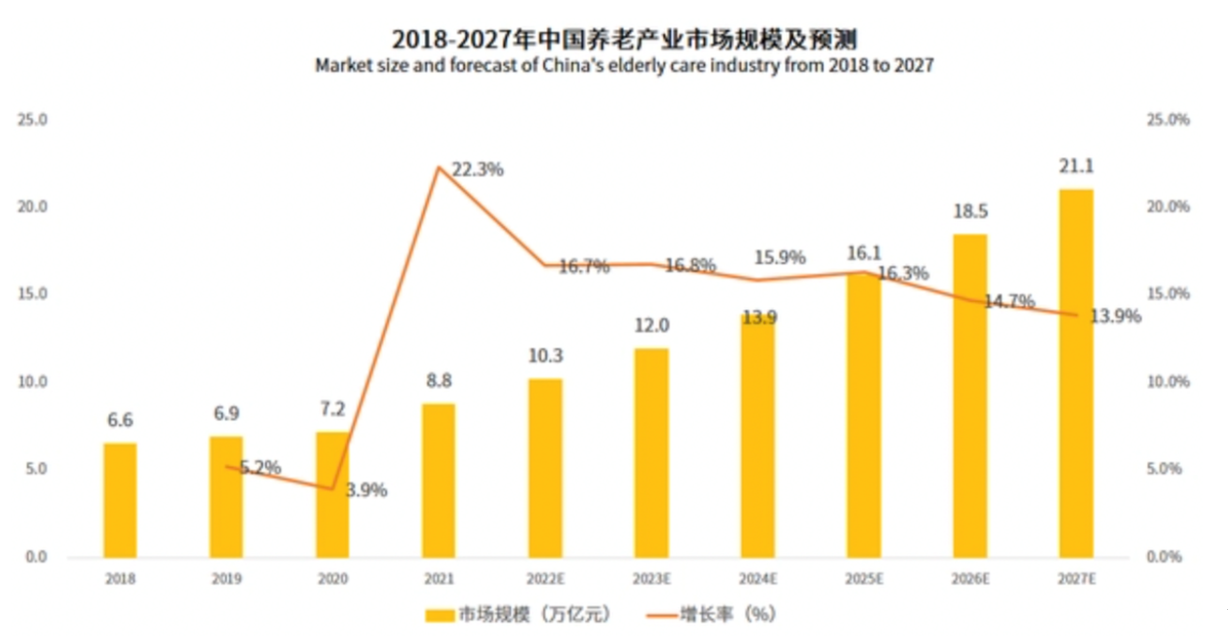 2018-2027年中国养老产业市场规模及预测
Market size and forecast of China's elderly care industry from 2018 to 2027
25.0 25.0%
20.0 20.0%
15.0 15.0%
10.0 10.0%
5.0 5.0%
0.0 0.0%
6.6 6.9 7.2 8.8 10.3 12.0 13.9 16.1 18.5 21.1
5.2% 3.9% 22.3% 16.7% 16.8% 15.9% 16.3% 14.7% 13.9%
2018 2019 2020 2021 2022E 2023E 2024E 2025E 2026E 2027E
市场规模（万亿元） 增长率（%）